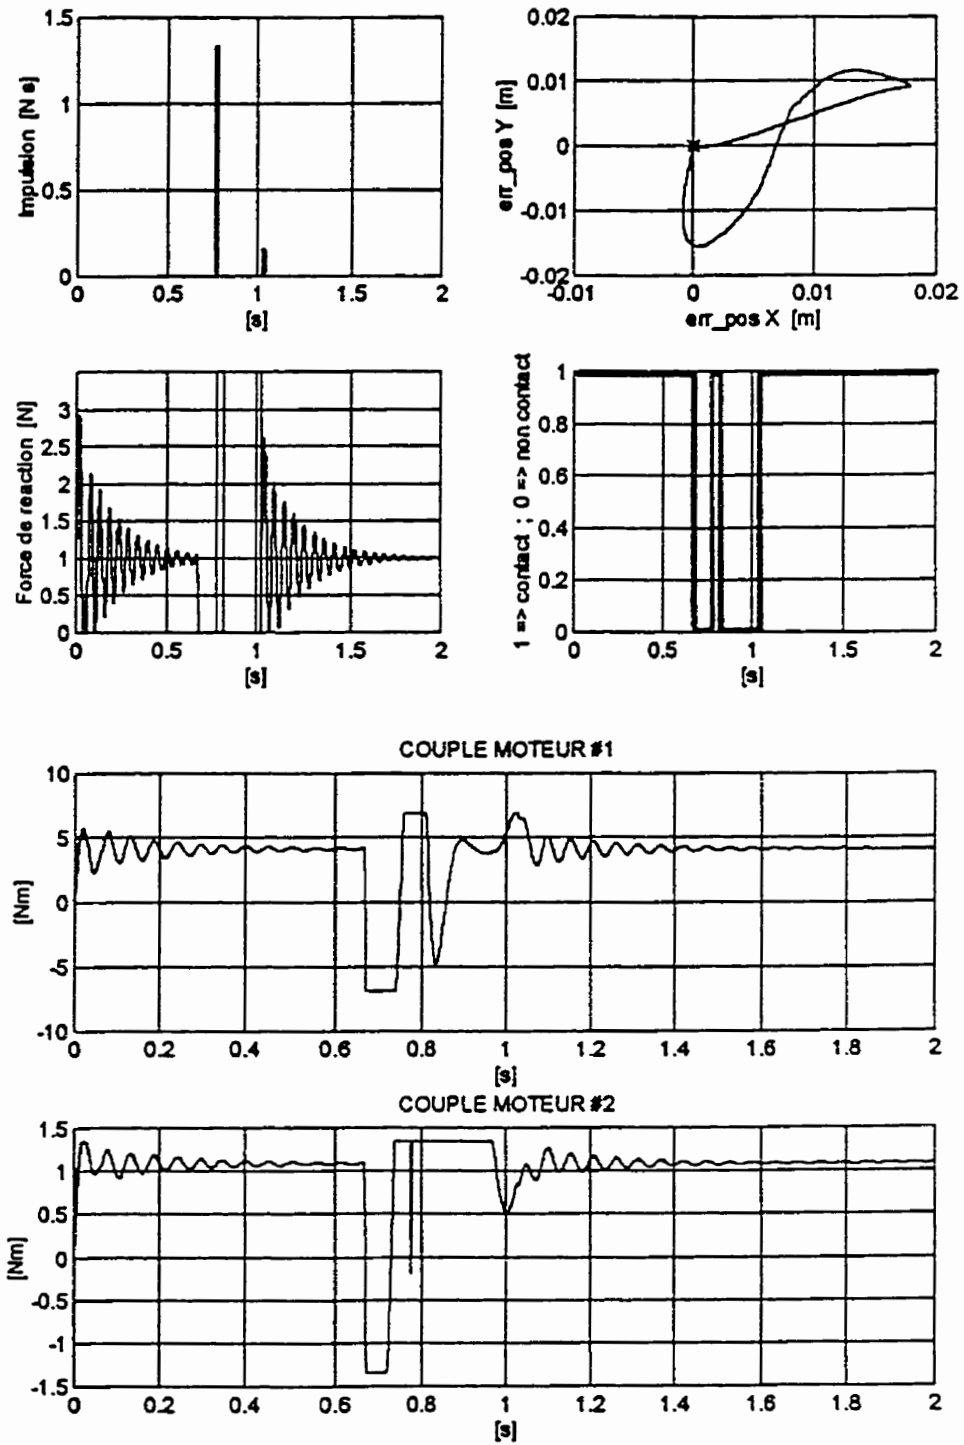 Impulsion [N s]
1.5
1
0.5
0
0 0.5 1 1.5 2
[s]
err_pos Y [m]
0.02
0.01
0
-0.01
-0.02
-0.01 0 0.01 0.02
err_pos X [m]
Force de reaction [N]
3
2.5
2
1.5
1
0.5
0
0 0.5 1 1.5 2
[s]
1 => contact ; 0 => non contact
1
0.8
0.6
0.4
0.2
0
0 0.5 1 1.5 2
[s]
COUPLE MOTEUR #1
[Nm]
10
5
0
-5
-10
0 0.2 0.4 0.6 0.8 1 1.2 1.4 1.6 1.8 2
[s]
COUPLE MOTEUR #2
[Nm]
1.5
1
0.5
0
-0.5
-1
-1.5
0 0.2 0.4 0.6 0.8 1 1.2 1.4 1.6 1.8 2
[s]